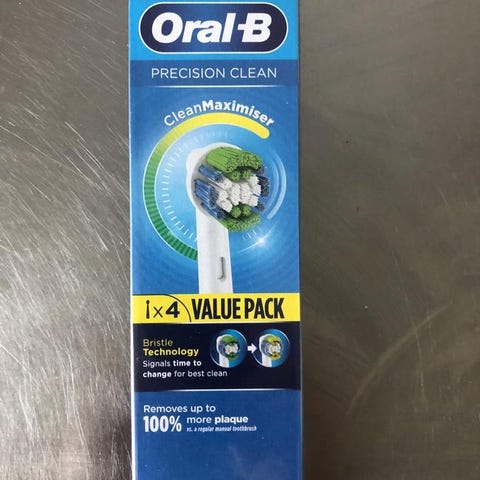 Oral-B
PRECISION CLEAN
CleanMaximiser
x4 VALUE PACK
Bristle
Technology
Signals time to
change for best clean
Removes up to
100% more plaque
vs. a regular manual toothbrush